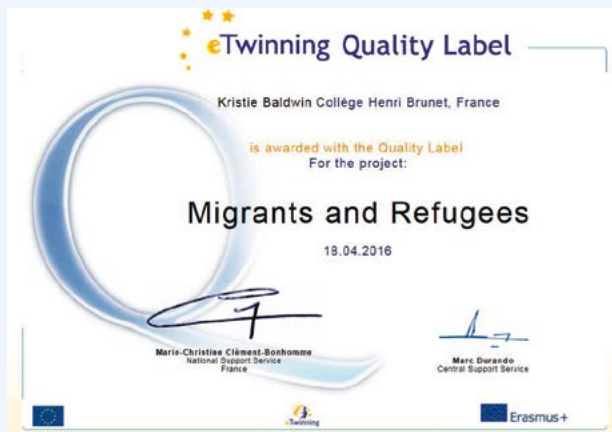 eTwinning Quality Label
Kristie Baldwin Collège Henri Brunet, France
is awarded with the Quality Label
For the project:
Migrants and Refugees
18.04.2016
Marie-Christine Clément-Bonhomme
National Support Service
France
Marc Durando
Central Support Service
eTwinning
Erasmus+